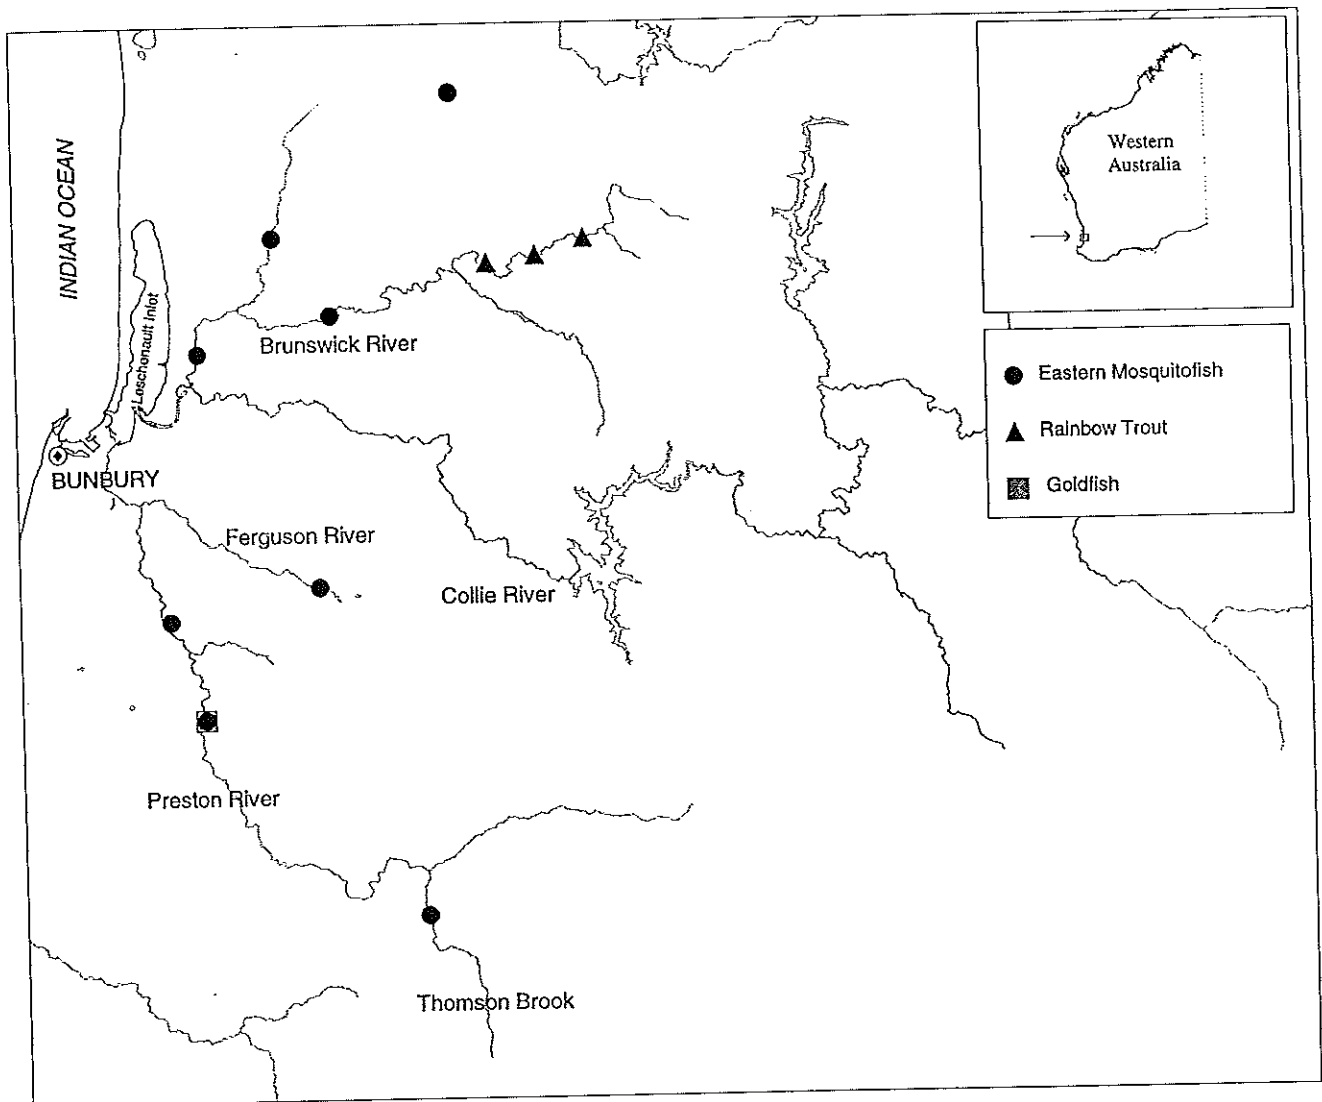 INDIAN OCEAN
Western
Australia
Leschenault Inlet
Brunswick River
Eastern Mosquitofish
Rainbow Trout
Goldfish
BUNBURY
Ferguson River
Collie River
Preston River
Thomson Brook